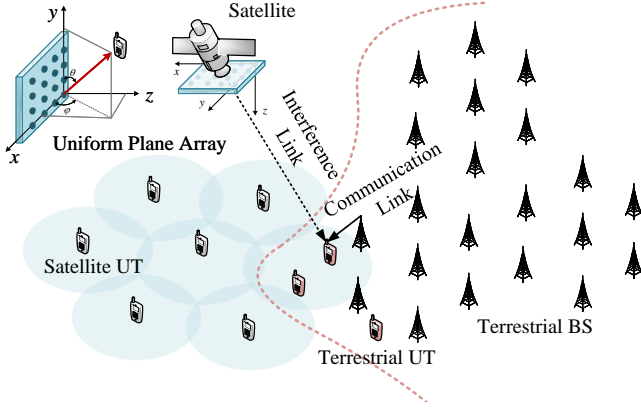 y
Satellite
θ
z
φ
x
x
y
z
Uniform Plane Array
Interference
Link
Communication
Link
Satellite UT
Terrestrial BS
Terrestrial UT